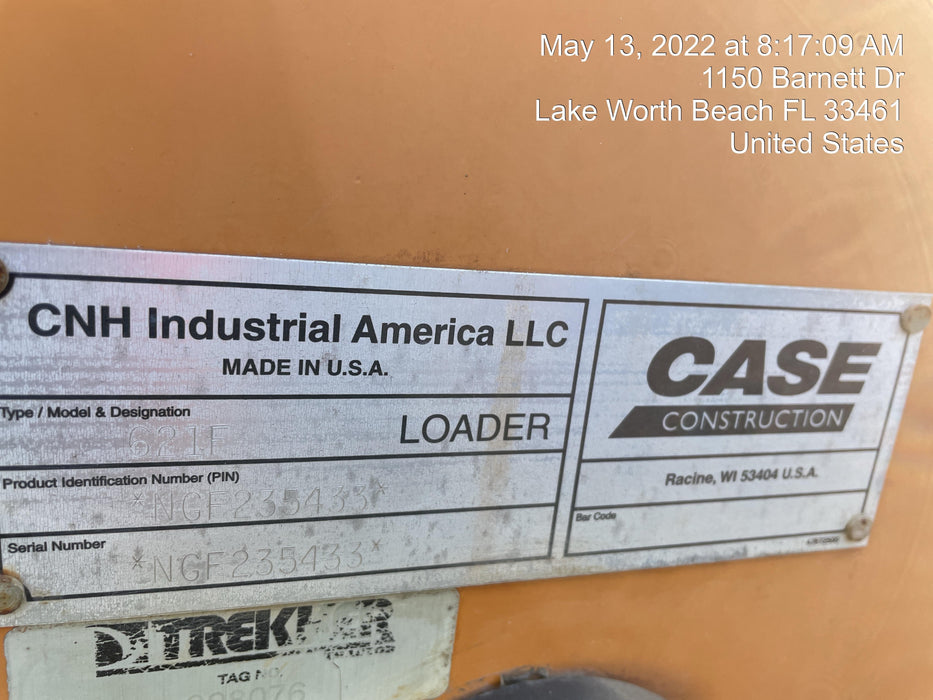 May 13, 2022 at 8:17:09 AM
1150 Barnett Dr
Lake Worth Beach FL 33461
United States
CNH Industrial America LLC
MADE IN U.S.A.
Type / Model & Designation
621F
LOADER
Product Identification Number (PIN)
*NGF235433*
Serial Number
*NGF235433*
CASE
CONSTRUCTION
Racine, WI 53404 U.S.A.
Bar Code
TREKKER
TRACTOR
TAG NO.